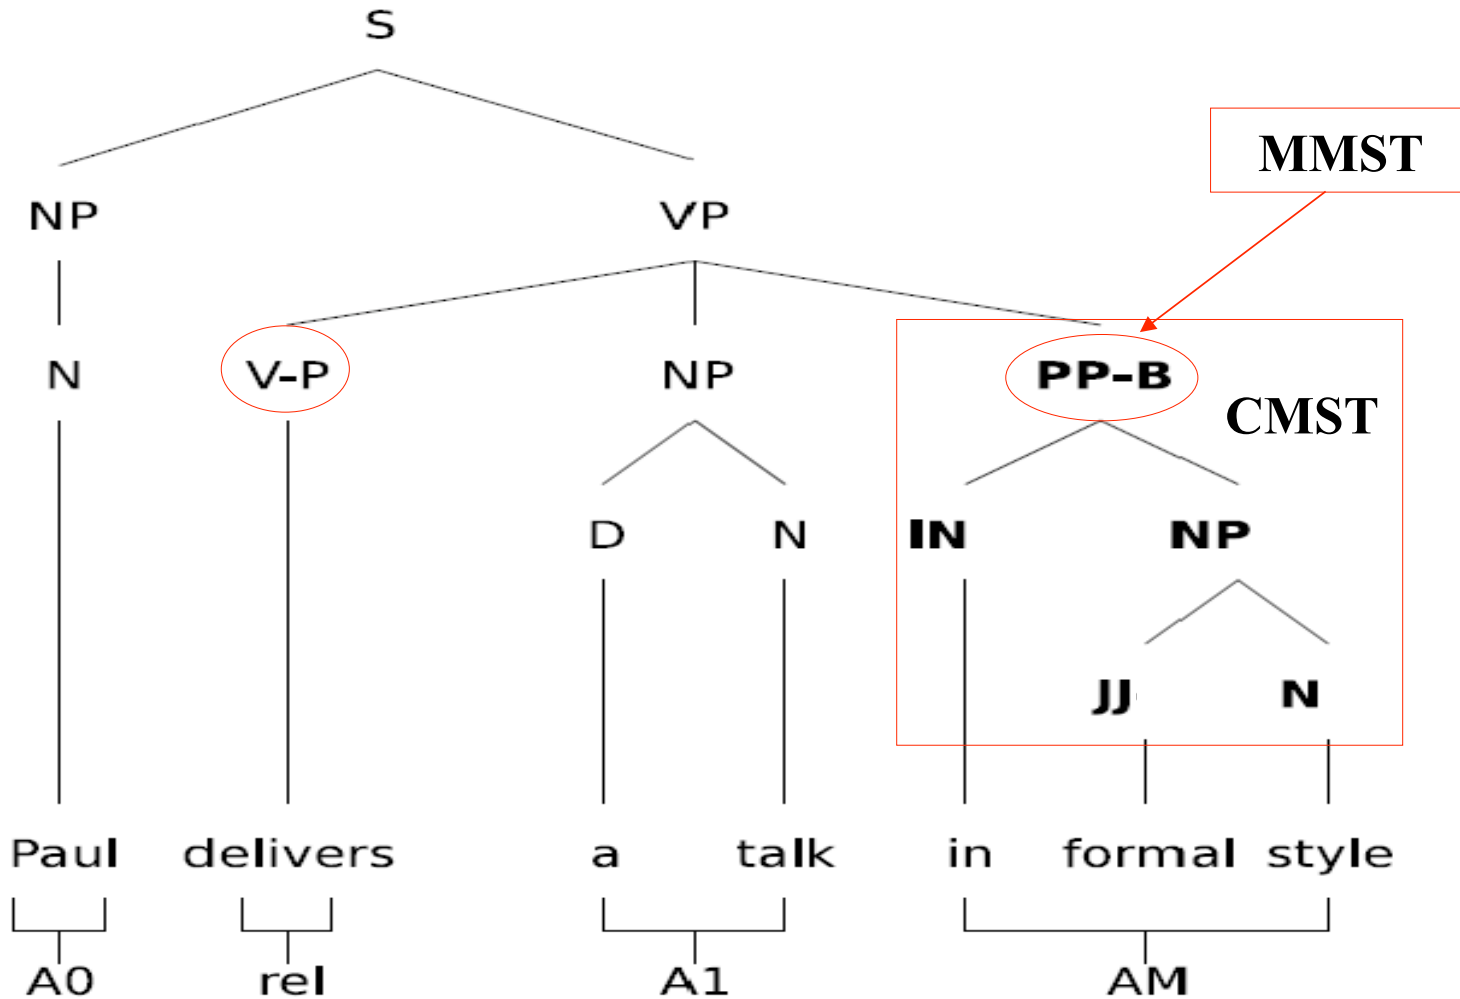 S
MMST
NP VP
N V-P NP PP-B
CMST
D N IN NP
JJ N
Paul delivers a talk in formal style
A0 rel A1 AM